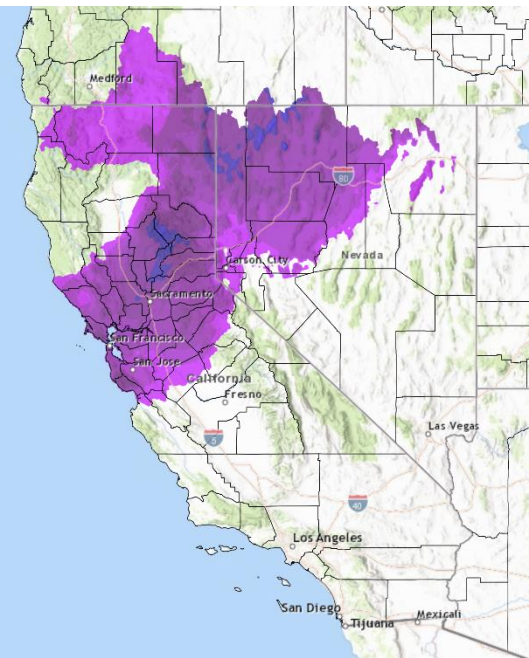 Medford
80
Carson City
Nevada
Sacramento
San Francisco
San Jose
California
Fresno
Las Vegas
5
40
Los Angeles
San Diego
Tijuana
Mexicali